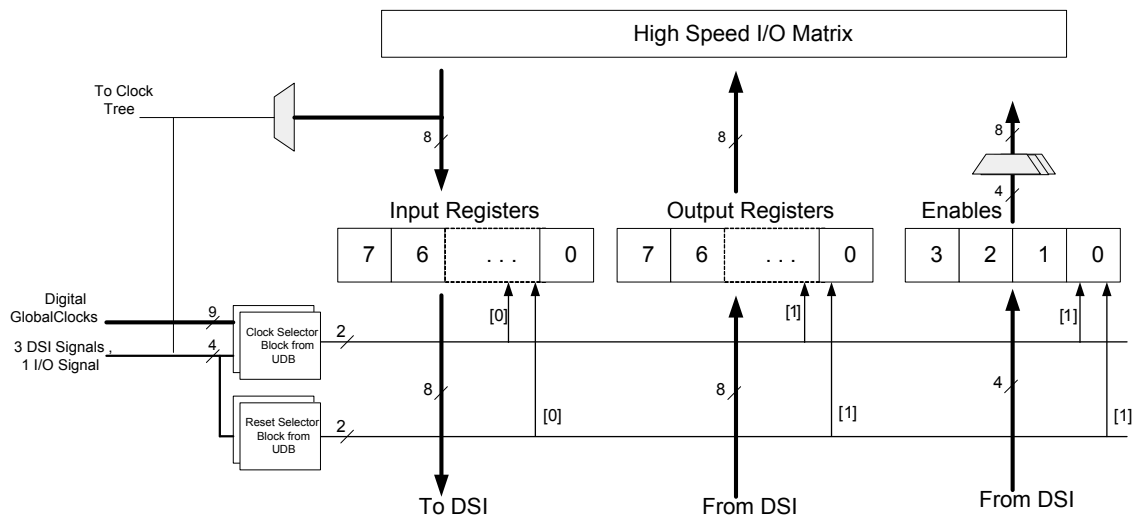 High Speed I/O Matrix
To Clock
Tree
8
8
8
4
Input Registers
Output Registers
Enables
7 6 . . . 0
7 6 . . . 0
3 2 1 0
Digital
GlobalClocks
9
3 DSI Signals ,
1 I/O Signal
4
Clock Selector
Block from
UDB
2
[0]
[1]
[1]
8
8
4
Reset Selector
Block from
UDB
2
[0]
[1]
[1]
To DSI
From DSI
From DSI